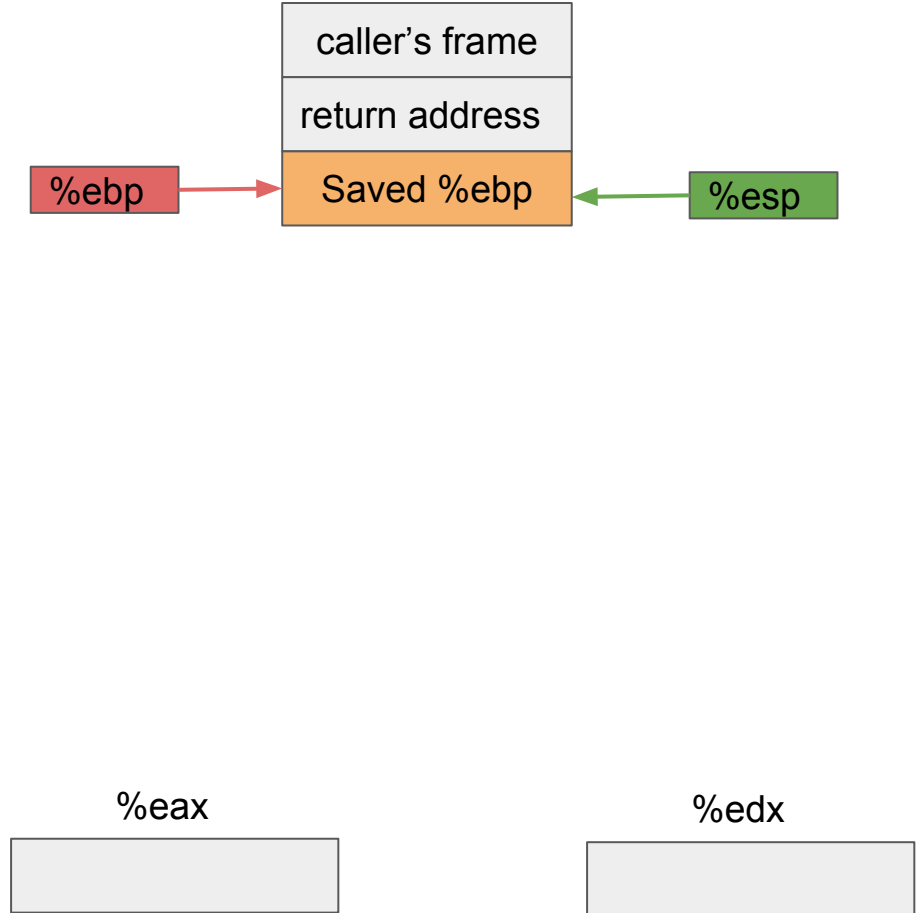 caller’s frame
return address
%ebp
Saved %ebp
%esp
%eax
%edx